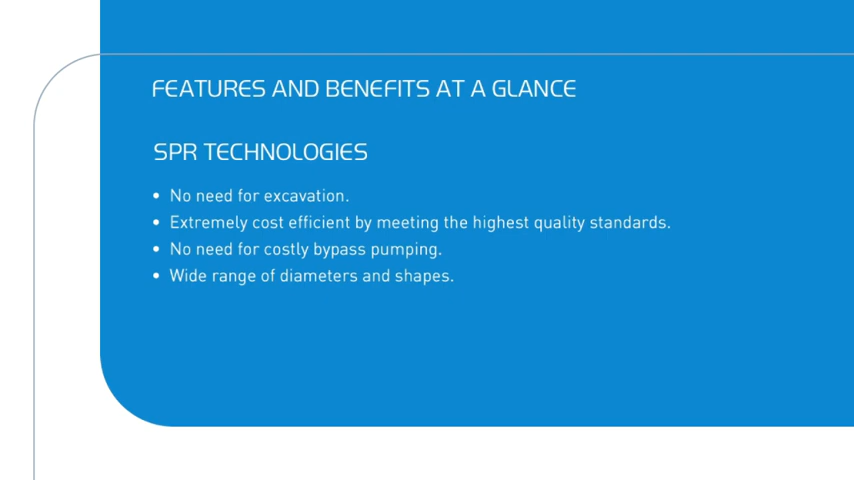 FEATURES AND BENEFITS AT A GLANCE
SPR TECHNOLOGIES
• No need for excavation.
• Extremely cost efficient by meeting the highest quality standards.
• No need for costly bypass pumping.
• Wide range of diameters and shapes.